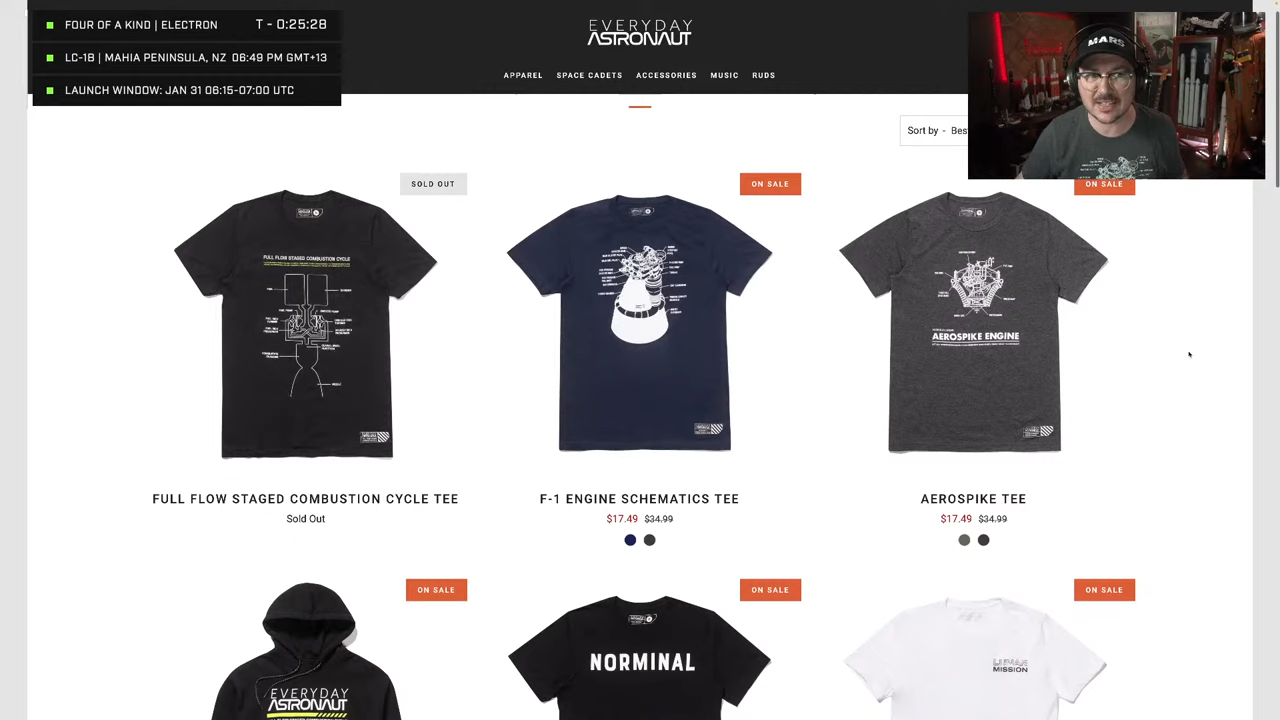 FOUR OF A KIND | ELECTRON T - 0:25:28
LC-1B | MAHIA PENINSULA, NZ 06:49 PM GMT+13
LAUNCH WINDOW: JAN 31 06:15-07:00 UTC
EVERYDAY
ASTRONAUT
APPAREL SPACE CADETS ACCESSORIES MUSIC RUDS
MARS
Sort by - Bes
SOLD OUT
ON SALE
ON SALE
FULL FLOW STAGED COMBUSTION CYCLE
AEROSPIKE ENGINE
FULL FLOW STAGED COMBUSTION CYCLE TEE
Sold Out
F-1 ENGINE SCHEMATICS TEE
$17.49 $34.99
AEROSPIKE TEE
$17.49 $34.99
ON SALE
ON SALE
ON SALE
EVERYDAY
ASTRONAUT
NORMINAL
LUNAR
MISSION